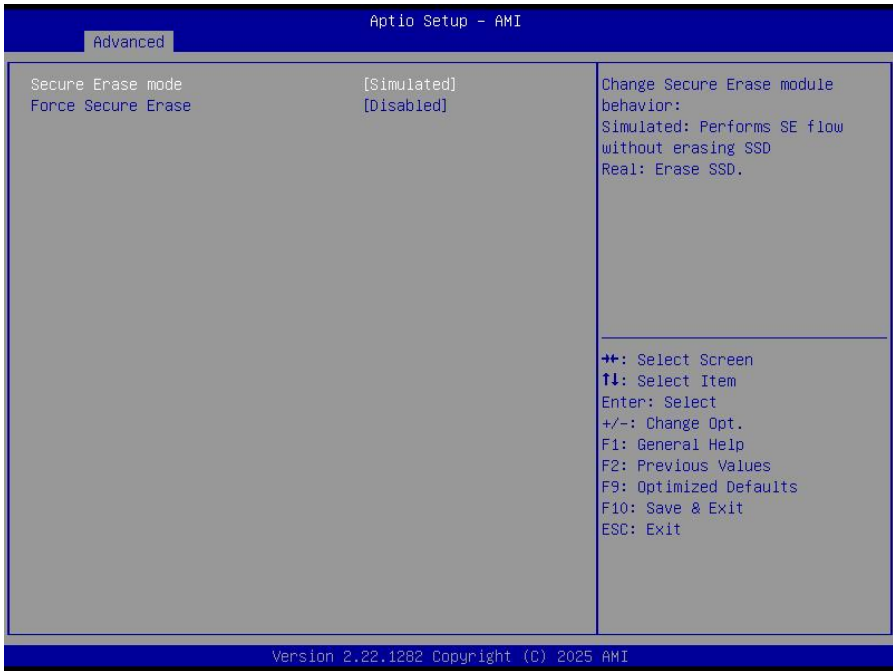 Aptio Setup – AMI
Advanced
Secure Erase mode [Simulated]
Force Secure Erase [Disabled]
Change Secure Erase module
behavior:
Simulated: Performs SE flow
without erasing SSD
Real: Erase SSD.
→←: Select Screen
↑↓: Select Item
Enter: Select
+/-: Change Opt.
F1: General Help
F2: Previous Values
F9: Optimized Defaults
F10: Save & Exit
ESC: Exit
Version 2.22.1282 Copyright (C) 2025 AMI